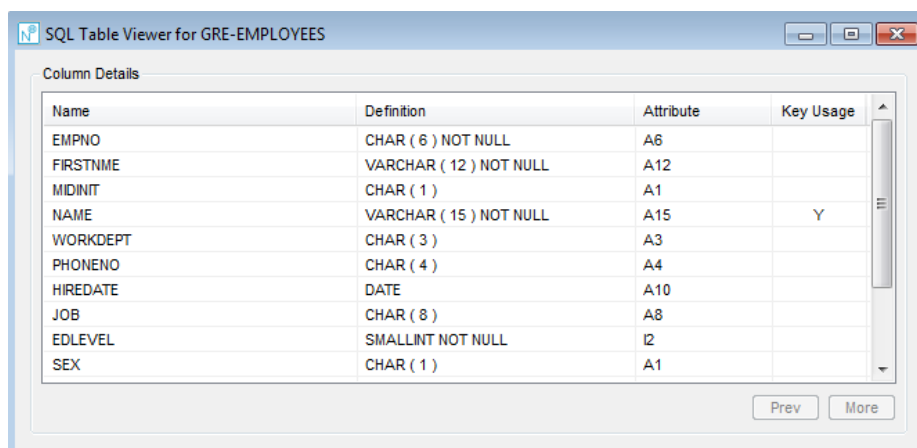 SQL Table Viewer for GRE-EMPLOYEES
Column Details
Name Definition Attribute Key Usage
EMPNO CHAR ( 6 ) NOT NULL A6
FIRSTNME VARCHAR ( 12 ) NOT NULL A12
MIDINIT CHAR ( 1 ) A1
NAME VARCHAR ( 15 ) NOT NULL A15 Y
WORKDEPT CHAR ( 3 ) A3
PHONENO CHAR ( 4 ) A4
HIREDATE DATE A10
JOB CHAR ( 8 ) A8
EDLEVEL SMALLINT NOT NULL I2
SEX CHAR ( 1 ) A1
Prev More